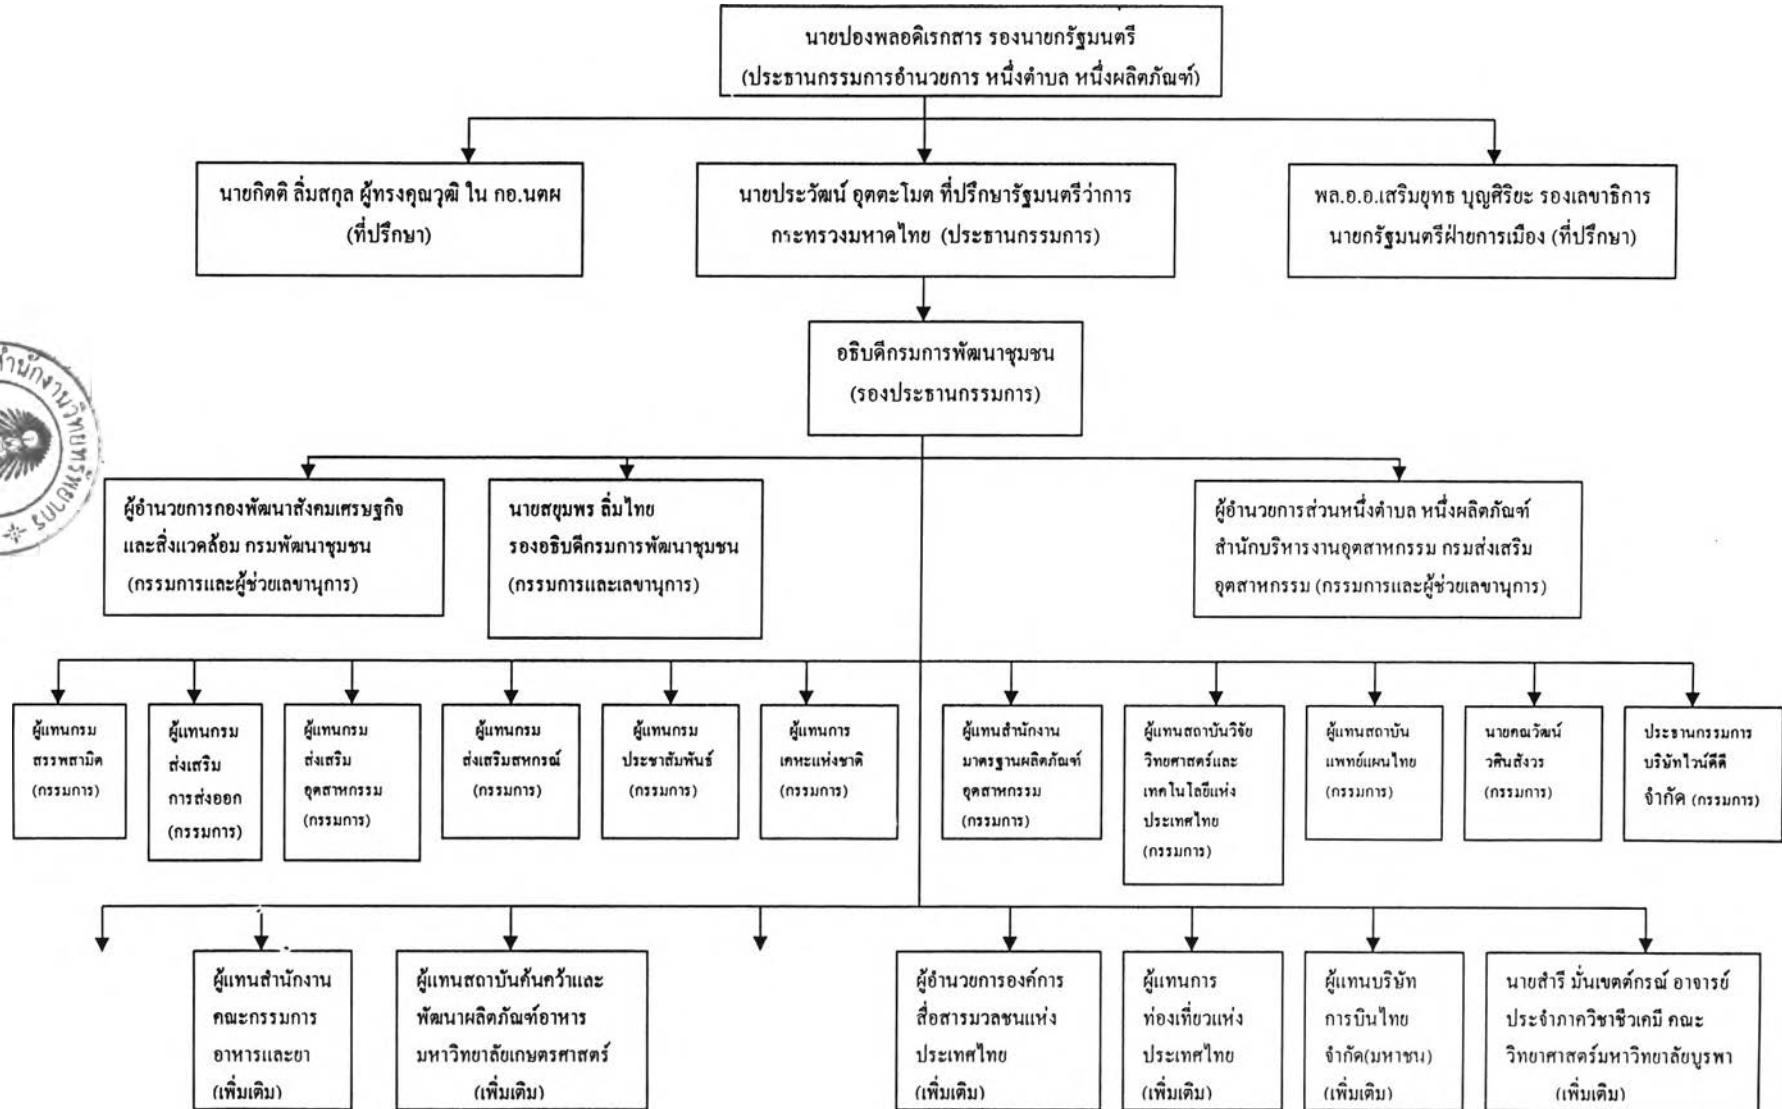 นายปองพลอดิเรกสาร รองนายกรัฐมนตรี
(ประธานกรรมการอำนวยการ หนึ่งตำบล หนึ่งผลิตภัณฑ์)
นายกิตติ ลิ่มสกุล ผู้ทรงคุณวุฒิ ใน กอ.นตผ
(ที่ปรึกษา)
นายประวัฒน์ อุตตะโมต ที่ปรึกษารัฐมนตรีว่าการ
กระทรวงมหาดไทย (ประธานกรรมการ)
พล.อ.อ.เสริมยุทธ บุญศิริยะ รองเลขาธิการ
นายกรัฐมนตรีฝ่ายการเมือง (ที่ปรึกษา)
อธิบดีกรมการพัฒนาชุมชน
(รองประธานกรรมการ)
สำนักงานวิทยทรัพยากร
ผู้อำนวยการกองพัฒนาสังคมเศรษฐกิจ
และสิ่งแวดล้อม กรมพัฒนาชุมชน
(กรรมการและผู้ช่วยเลขานุการ)
นายสยุมพร ลิ่มไทย
รองอธิบดีกรมการพัฒนาชุมชน
(กรรมการและเลขานุการ)
ผู้อำนวยการส่วนหนึ่งตำบล หนึ่งผลิตภัณฑ์
สำนักบริหารงานอุตสาหกรรม กรมส่งเสริม
อุตสาหกรรม (กรรมการและผู้ช่วยเลขานุการ)
ผู้แทนกรม
สรรพสามิต
(กรรมการ)
ผู้แทนกรม
ส่งเสริม
การส่งออก
(กรรมการ)
ผู้แทนกรม
ส่งเสริม
อุตสาหกรรม
(กรรมการ)
ผู้แทนกรม
ส่งเสริมสหกรณ์
(กรรมการ)
ผู้แทนกรม
ประชาสัมพันธ์
(กรรมการ)
ผู้แทนการ
เคหะแห่งชาติ
(กรรมการ)
ผู้แทนสำนักงาน
มาตรฐานผลิตภัณฑ์
อุตสาหกรรม
(กรรมการ)
ผู้แทนสถาบันวิจัย
วิทยาศาสตร์และ
เทคโนโลยีแห่ง
ประเทศไทย
(กรรมการ)
ผู้แทนสถาบัน
แพทย์แผนไทย
(กรรมการ)
นายคณวัฒน์
วศินสังวร
(กรรมการ)
ประธานกรรมการ
บริษัทไวน์ดีดี
จำกัด (กรรมการ)
ผู้แทนสำนักงาน
คณะกรรมการ
อาหารและยา
(เพิ่มเติม)
ผู้แทนสถาบันค้นคว้าและ
พัฒนาผลิตภัณฑ์อาหาร
มหาวิทยาลัยเกษตรศาสตร์
(เพิ่มเติม)
ผู้อำนวยการองค์การ
สื่อสารมวลชนแห่ง
ประเทศไทย
(เพิ่มเติม)
ผู้แทนการ
ท่องเที่ยวแห่ง
ประเทศไทย
(เพิ่มเติม)
ผู้แทนบริษัท
การบินไทย
จำกัด(มหาชน)
(เพิ่มเติม)
นายสำรี มั่นเขตต์กรณ์ อาจารย์
ประจำภาควิชาชีวเคมี คณะ
วิทยาศาสตร์มหาวิทยาลัยบูรพา
(เพิ่มเติม)